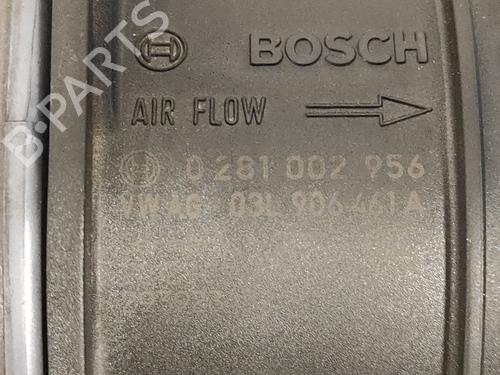 BOSCH
AIR FLOW
0 281 002 956
VW AG 03L 906 461 A
B-PARTS